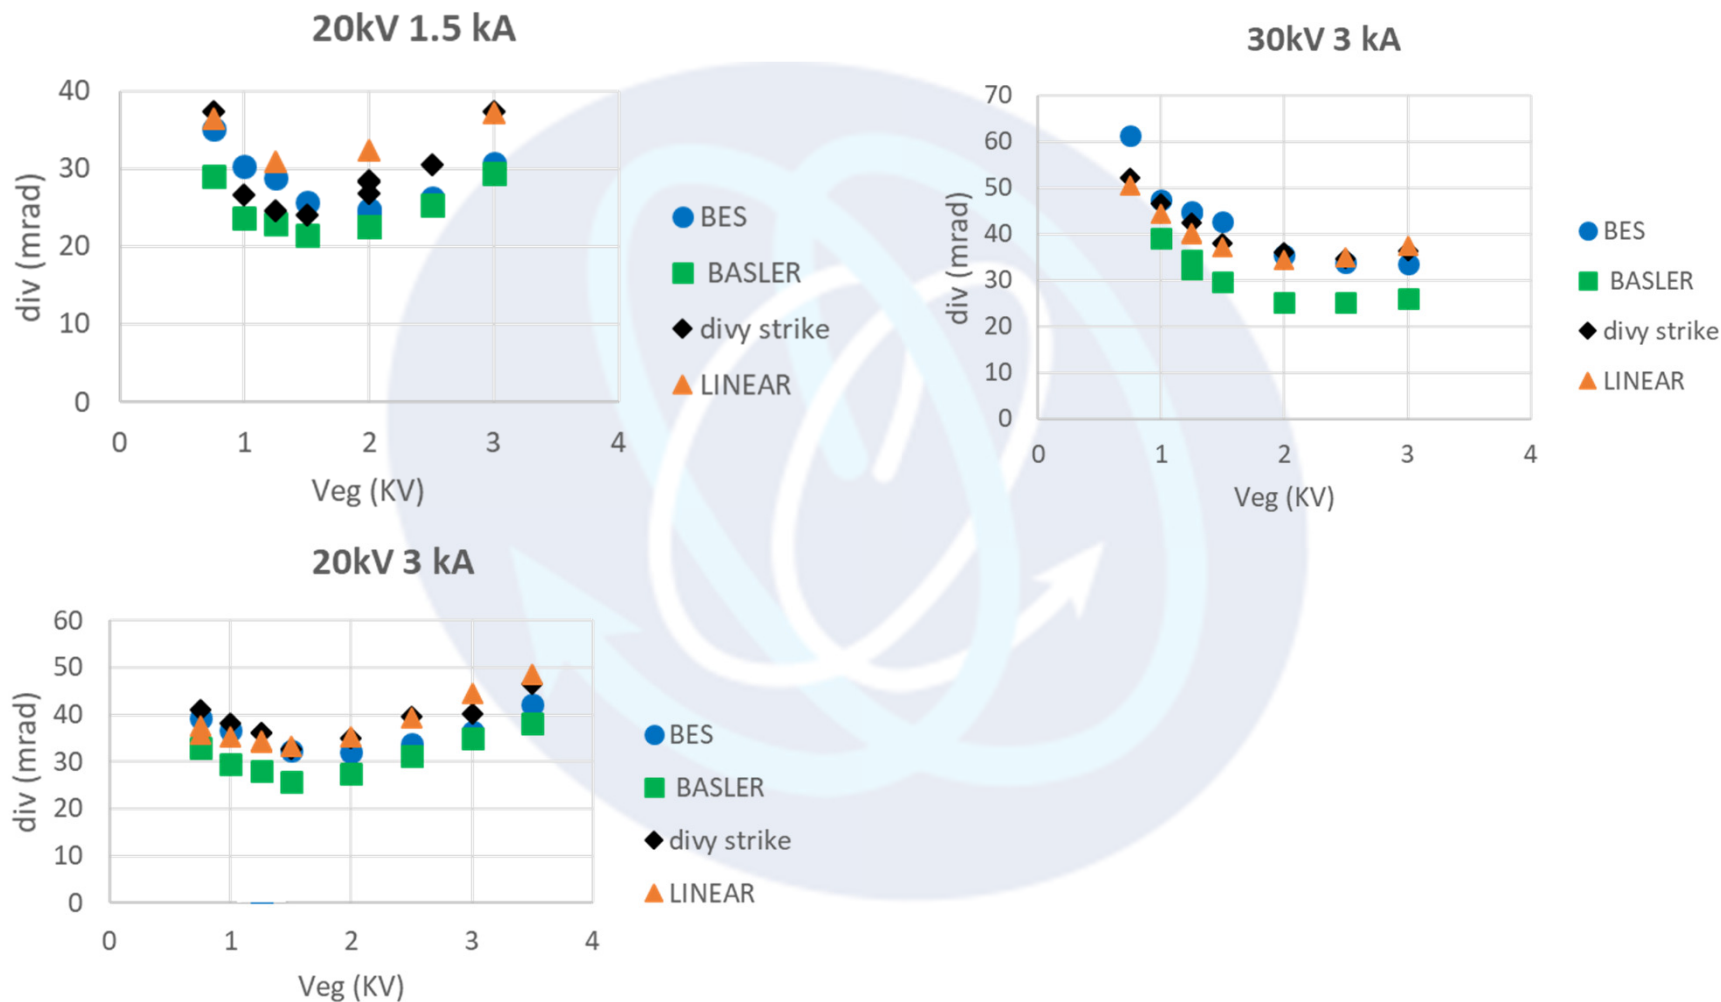 20kV 1.5 kA
40
30
20
10
0
0 1 2 3 4
div (mrad)
Veg (KV)
BES
BASLER
divy strike
LINEAR
30kV 3 kA
70
60
50
40
30
20
10
0
0 1 2 3 4
div (mrad)
Veg (KV)
BES
BASLER
divy strike
LINEAR
20kV 3 kA
60
50
40
30
20
10
0
0 1 2 3 4
div (mrad)
Veg (KV)
BES
BASLER
divy strike
LINEAR